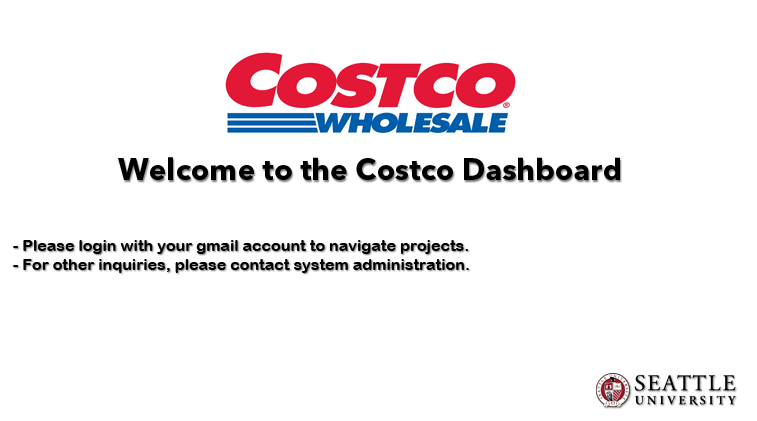 COSTCO
WHOLESALE
Welcome to the Costco Dashboard
- Please login with your gmail account to navigate projects.
- For other inquiries, please contact system administration.
SEATTLE
UNIVERSITY